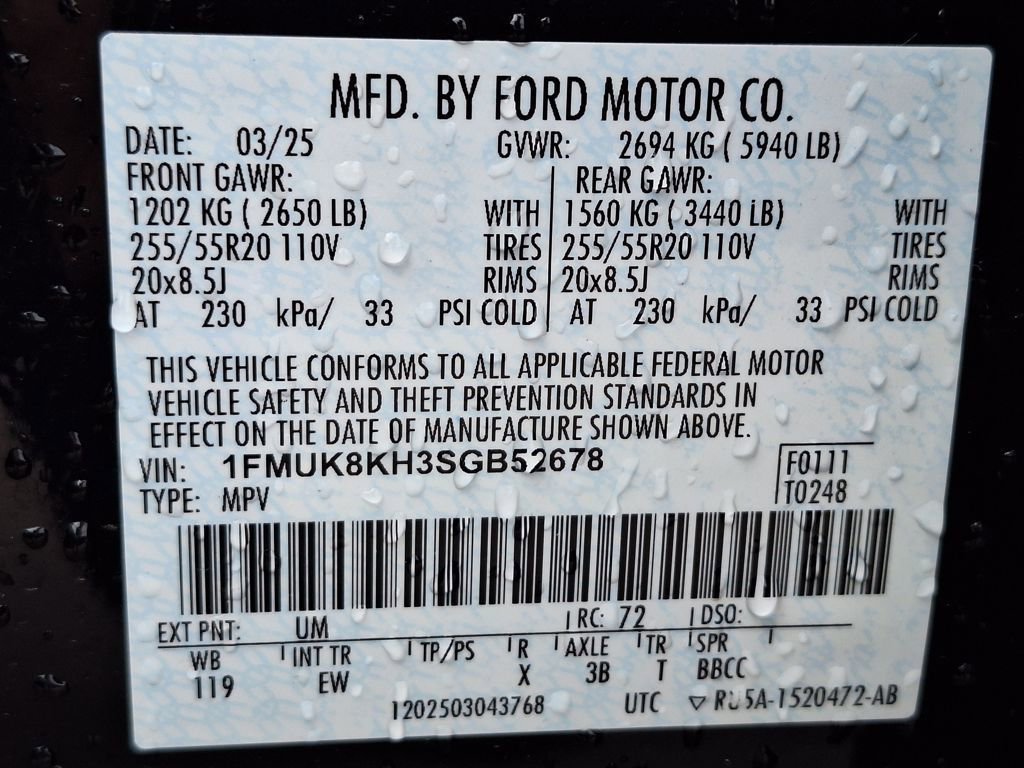 MFD. BY FORD MOTOR CO.
DATE: 03/25 GVWR: 2694 KG ( 5940 LB)
FRONT GAWR: REAR GAWR:
1202 KG ( 2650 LB) WITH 1560 KG ( 3440 LB) WITH
255/55R20 110V TIRES 255/55R20 110V TIRES
20x8.5J RIMS 20x8.5J RIMS
AT 230 kPa/ 33 PSI COLD AT 230 kPa/ 33 PSI COLD
THIS VEHICLE CONFORMS TO ALL APPLICABLE FEDERAL MOTOR
VEHICLE SAFETY AND THEFT PREVENTION STANDARDS IN
EFFECT ON THE DATE OF MANUFACTURE SHOWN ABOVE.
VIN: 1FMUK8KH3SGB52678 F0111
TYPE: MPV T0248
EXT PNT: UM RC: 72 DSO:
WB INT TR TP/PS R AXLE TR SPR
119 EW X 3B T BBCC
1202503043768 UTC